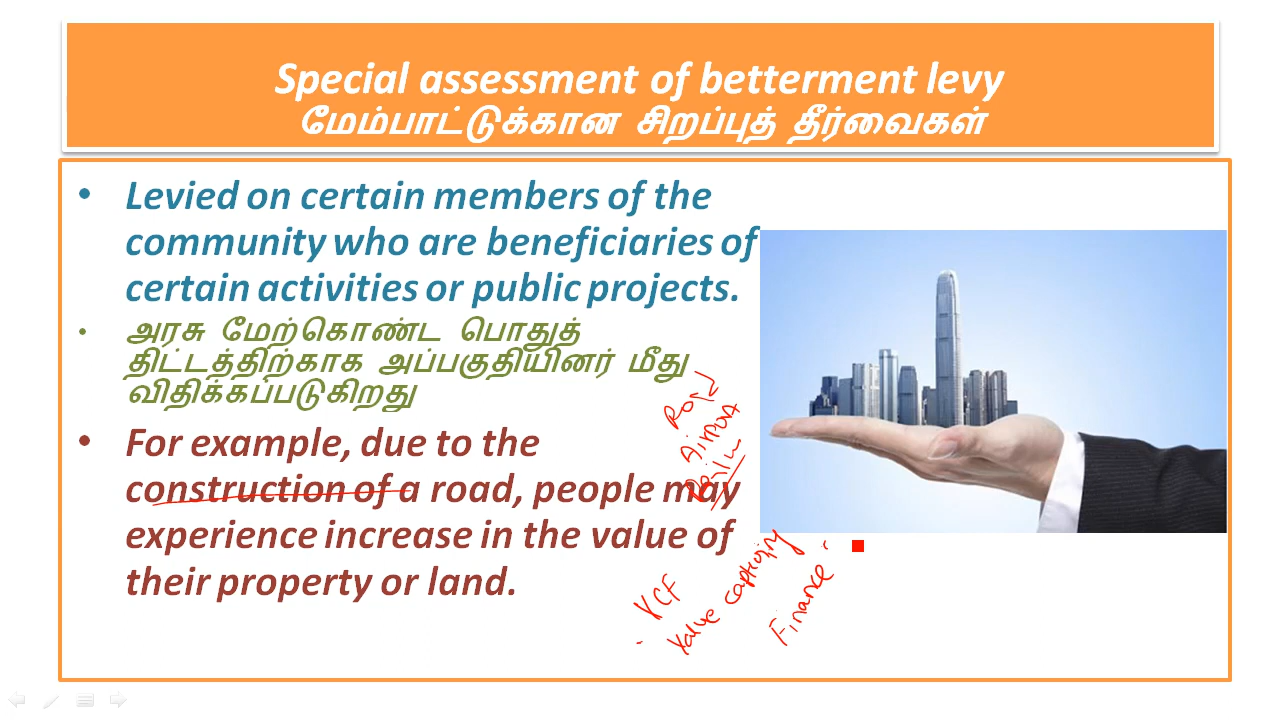 Special assessment of betterment levy
மேம்பாட்டுக்கான சிறப்புத் தீர்வைகள்
• Levied on certain members of the
community who are beneficiaries of
certain activities or public projects.
• அரசு மேற்கொண்ட பொதுத்
திட்டத்திற்காக அப்பகுதியினர் மீது
விதிக்கப்படுகிறது
• For example, due to the
construction of a road, people may
experience increase in the value of
their property or land.
Road
Airport
VCF
Value capturing
Finance